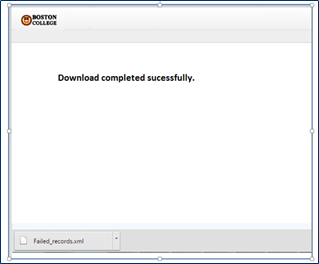 BOSTON
COLLEGE
Download completed sucessfully.
Failed_records.xml